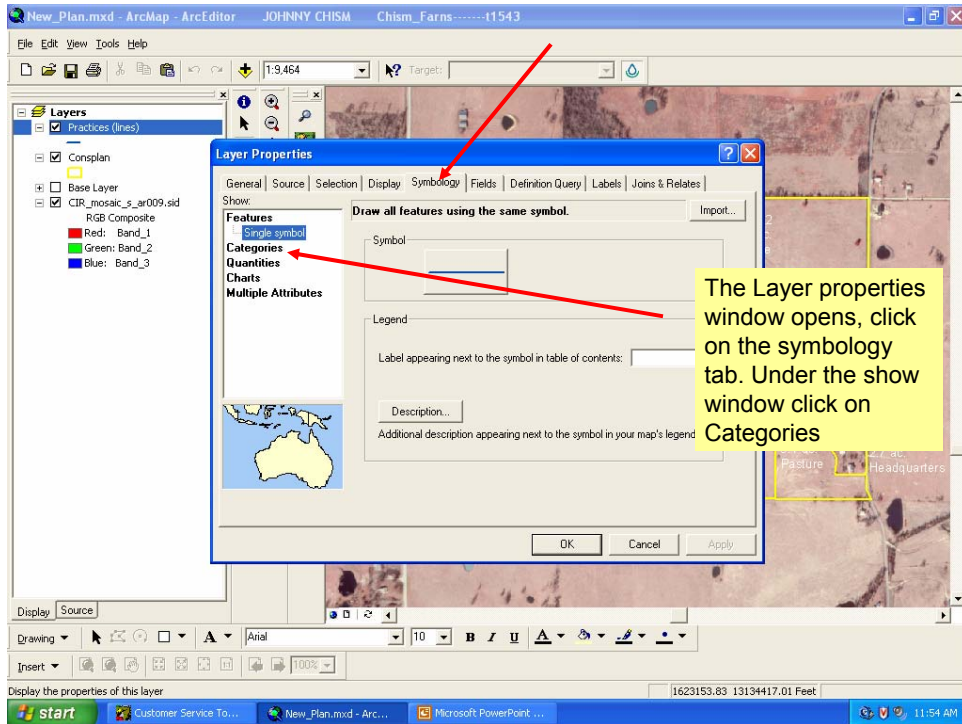 New_Plan.mxd - ArcMap - ArcEditor JOHNNY CHISM Chism_Farns-------t1543
File Edit View Tools Help
1:9,464 Target:
Layers
Practices (lines)
Consplan
Base Layer
CIR_mosaic_s_ar009.sid
RGB Composite
Red: Band_1
Green: Band_2
Blue: Band_3
Layer Properties
General Source Selection Display Symbology Fields Definition Query Labels Joins & Relates
Show:
Features
Single symbol
Categories
Quantities
Charts
Multiple Attributes
Draw all features using the same symbol.
Import...
Symbol
Legend
Label appearing next to the symbol in table of contents:
Description...
Additional description appearing next to the symbol in your map's legend
OK Cancel Apply
The Layer properties
window opens, click
on the symbology
tab. Under the show
window click on
Categories
Pasture
2.7 ac.
Headquarters
Display Source
Drawing A Arial 10 B I U A
Insert 100%
Display the properties of this layer
1623153.83 13134417.01 Feet
start Customer Service To... New_Plan.mxd - Arc... Microsoft PowerPoint ... 11:54 AM